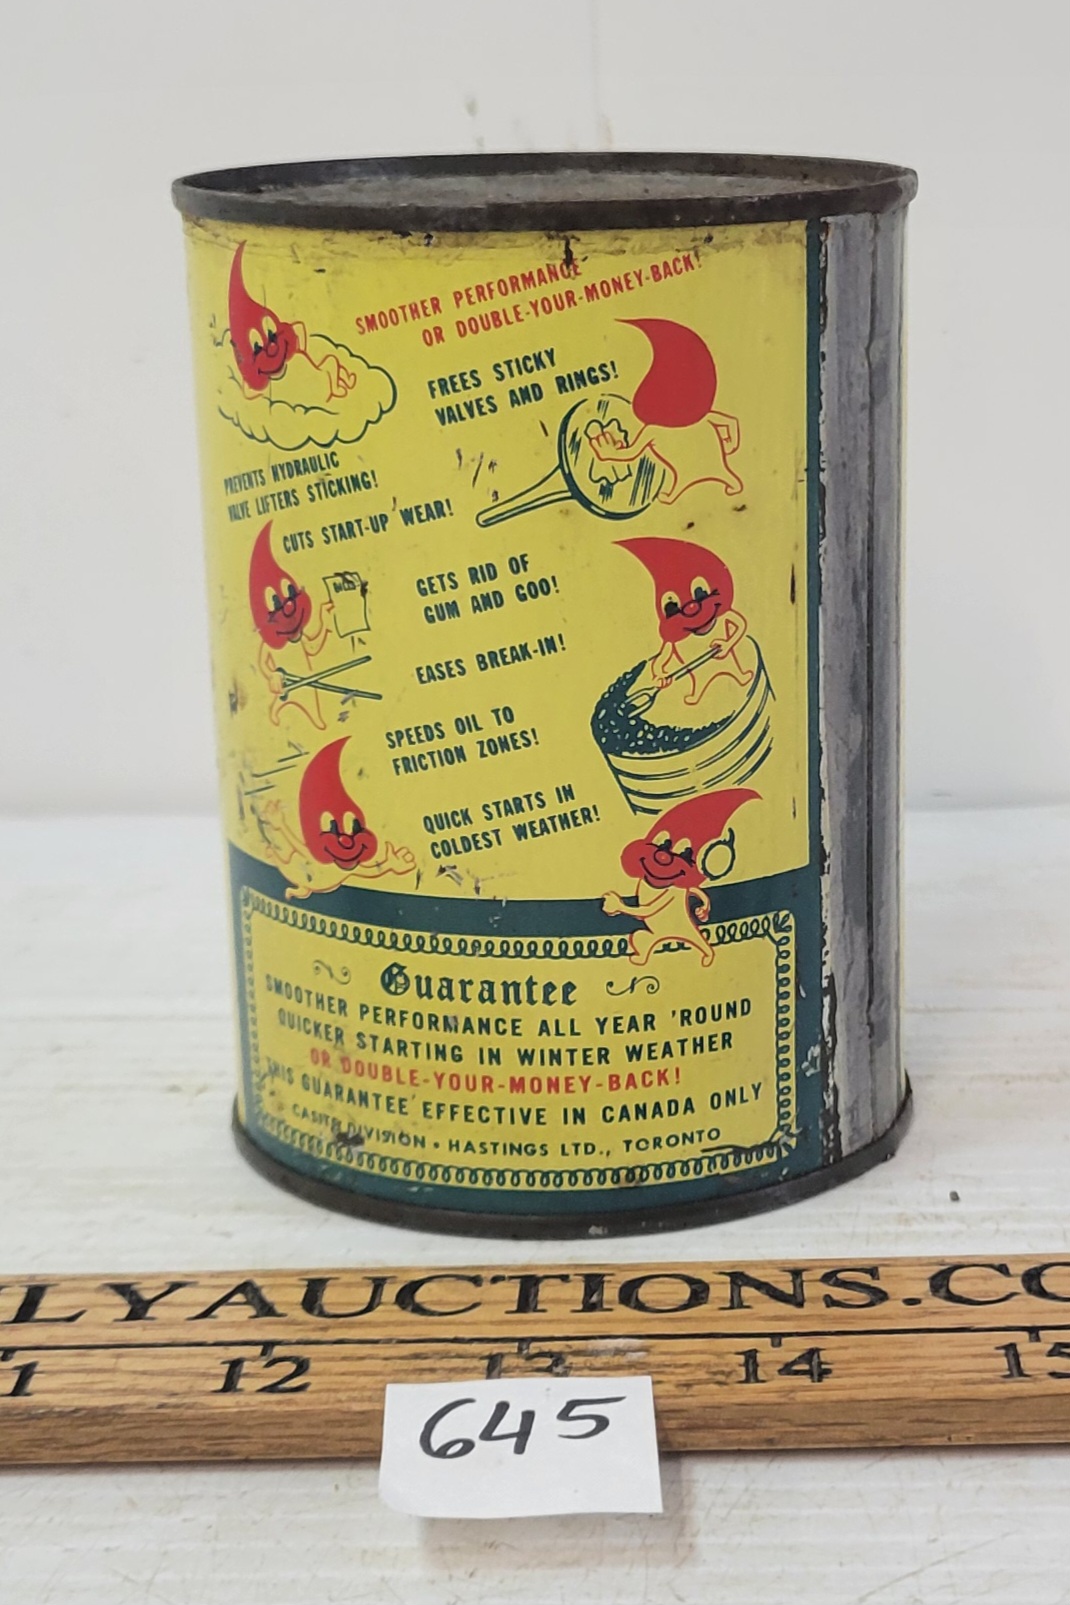 SMOOTHER PERFORMANCE
OR DOUBLE-YOUR-MONEY-BACK!
FREES STICKY
VALVES AND RINGS!
PREVENTS HYDRAULIC
VALVE LIFTERS STICKING!
CUTS START-UP WEAR!
GETS RID OF
GUM AND GOO!
EASES BREAK-IN!
SPEEDS OIL TO
FRICTION ZONES!
QUICK STARTS IN
COLDEST WEATHER!
Guarantee
SMOOTHER PERFORMANCE ALL YEAR 'ROUND
QUICKER STARTING IN WINTER WEATHER
OR DOUBLE-YOUR-MONEY-BACK!
THIS GUARANTEE EFFECTIVE IN CANADA ONLY
CASITE DIVISION • HASTINGS LTD., TORONTO
LYAUCTIONS.CO
11 12 13 14 15
645